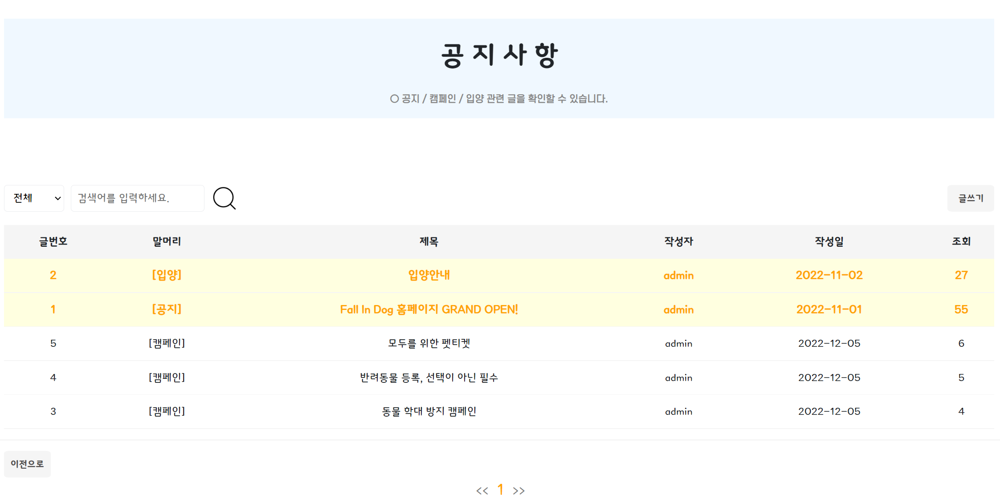 공지사항
○ 공지 / 캠페인 / 입양 관련 글을 확인할 수 있습니다.
전체 검색어를 입력하세요. 글쓰기
글번호 말머리 제목 작성자 작성일 조회
2 [입양] 입양안내 admin 2022-11-02 27
1 [공지] Fall In Dog 홈페이지 GRAND OPEN! admin 2022-11-01 55
5 [캠페인] 모두를 위한 펫티켓 admin 2022-12-05 6
4 [캠페인] 반려동물 등록, 선택이 아닌 필수 admin 2022-12-05 5
3 [캠페인] 동물 학대 방지 캠페인 admin 2022-12-05 4
이전으로
<< 1 >>